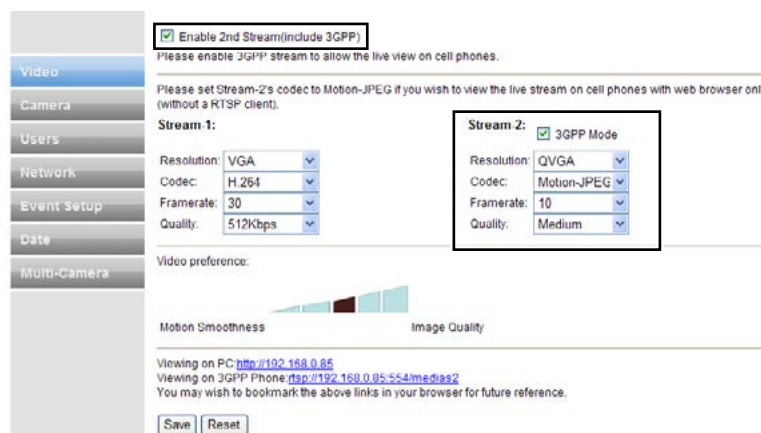 Enable 2nd Stream(include 3GPP)
Please enable 3GPP stream to allow the live view on cell phones.
Video
Camera
Users
Network
Event Setup
Date
Multi-Camera
Please set Stream-2's codec to Motion-JPEG if you wish to view the live stream on cell phones with web browser onl
(without a RTSP client).
Stream-1:
Resolution: VGA
Codec: H.264
Framerate: 30
Quality: 512Kbps
Stream-2: 3GPP Mode
Resolution: QVGA
Codec: Motion-JPEG
Framerate: 10
Quality: Medium
Video preference:
Motion Smoothness Image Quality
Viewing on PC:http://192.168.0.85
Viewing on 3GPP Phone:rtsp://192.168.0.85:554/medias2
You may wish to bookmark the above links in your browser for future reference.
Save Reset